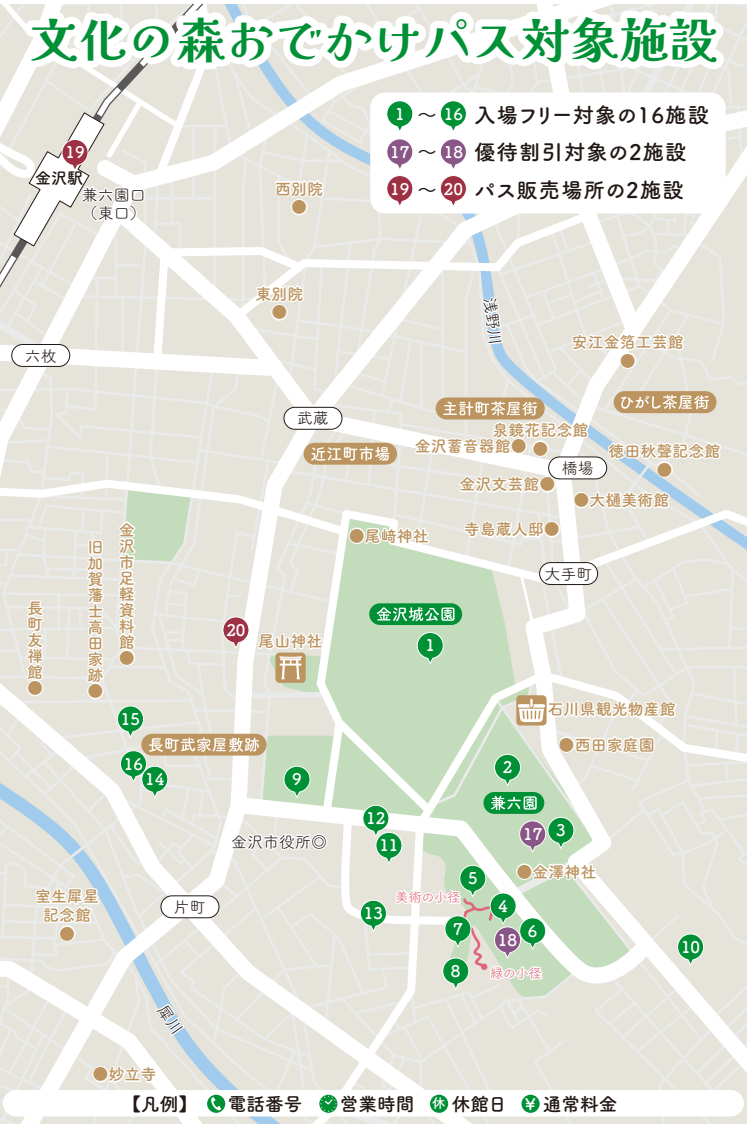 文化の森おでかけパス対象施設
1 ～ 16 入場フリー対象の16施設
17 ～ 18 優待割引対象の2施設
19 ～ 20 パス販売場所の2施設
19
金沢駅
兼六園口
（東口）
西別院
東別院
浅野川
安江金箔工芸館
六枚
ひがし茶屋街
主計町茶屋街
武蔵
泉鏡花記念館
金沢蓄音器館
近江町市場
徳田秋聲記念館
橋場
金沢文芸館
大樋美術館
寺島蔵人邸
尾﨑神社
大手町
金沢市足軽資料館
旧加賀藩士高田家跡
長町友禅館
金沢城公園
1
20
尾山神社
石川県観光物産館
西田家庭園
15
長町武家屋敷跡
16
14
9
2
兼六園
17
3
12
11
金沢市役所◎
金澤神社
5
美術の小径
4
13
7
18
6
8
緑の小径
10
室生犀星
記念館
片町
犀川
妙立寺
【凡例】 電話番号 営業時間 休 休館日 ¥ 通常料金